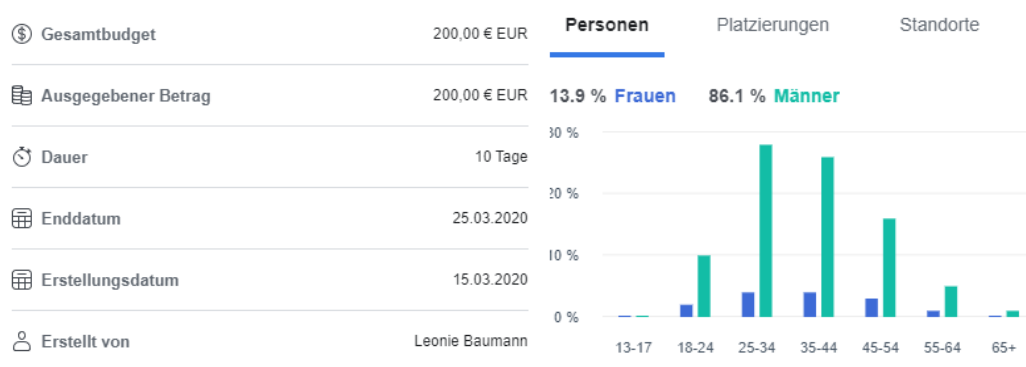 Gesamtbudget 200,00 € EUR
Ausgegebener Betrag 200,00 € EUR
Dauer 10 Tage
Enddatum 25.03.2020
Erstellungsdatum 15.03.2020
Erstellt von Leonie Baumann
Personen Platzierungen Standorte
13.9 % Frauen 86.1 % Männer
30 %
20 %
10 %
0 %
13-17 18-24 25-34 35-44 45-54 55-64 65+